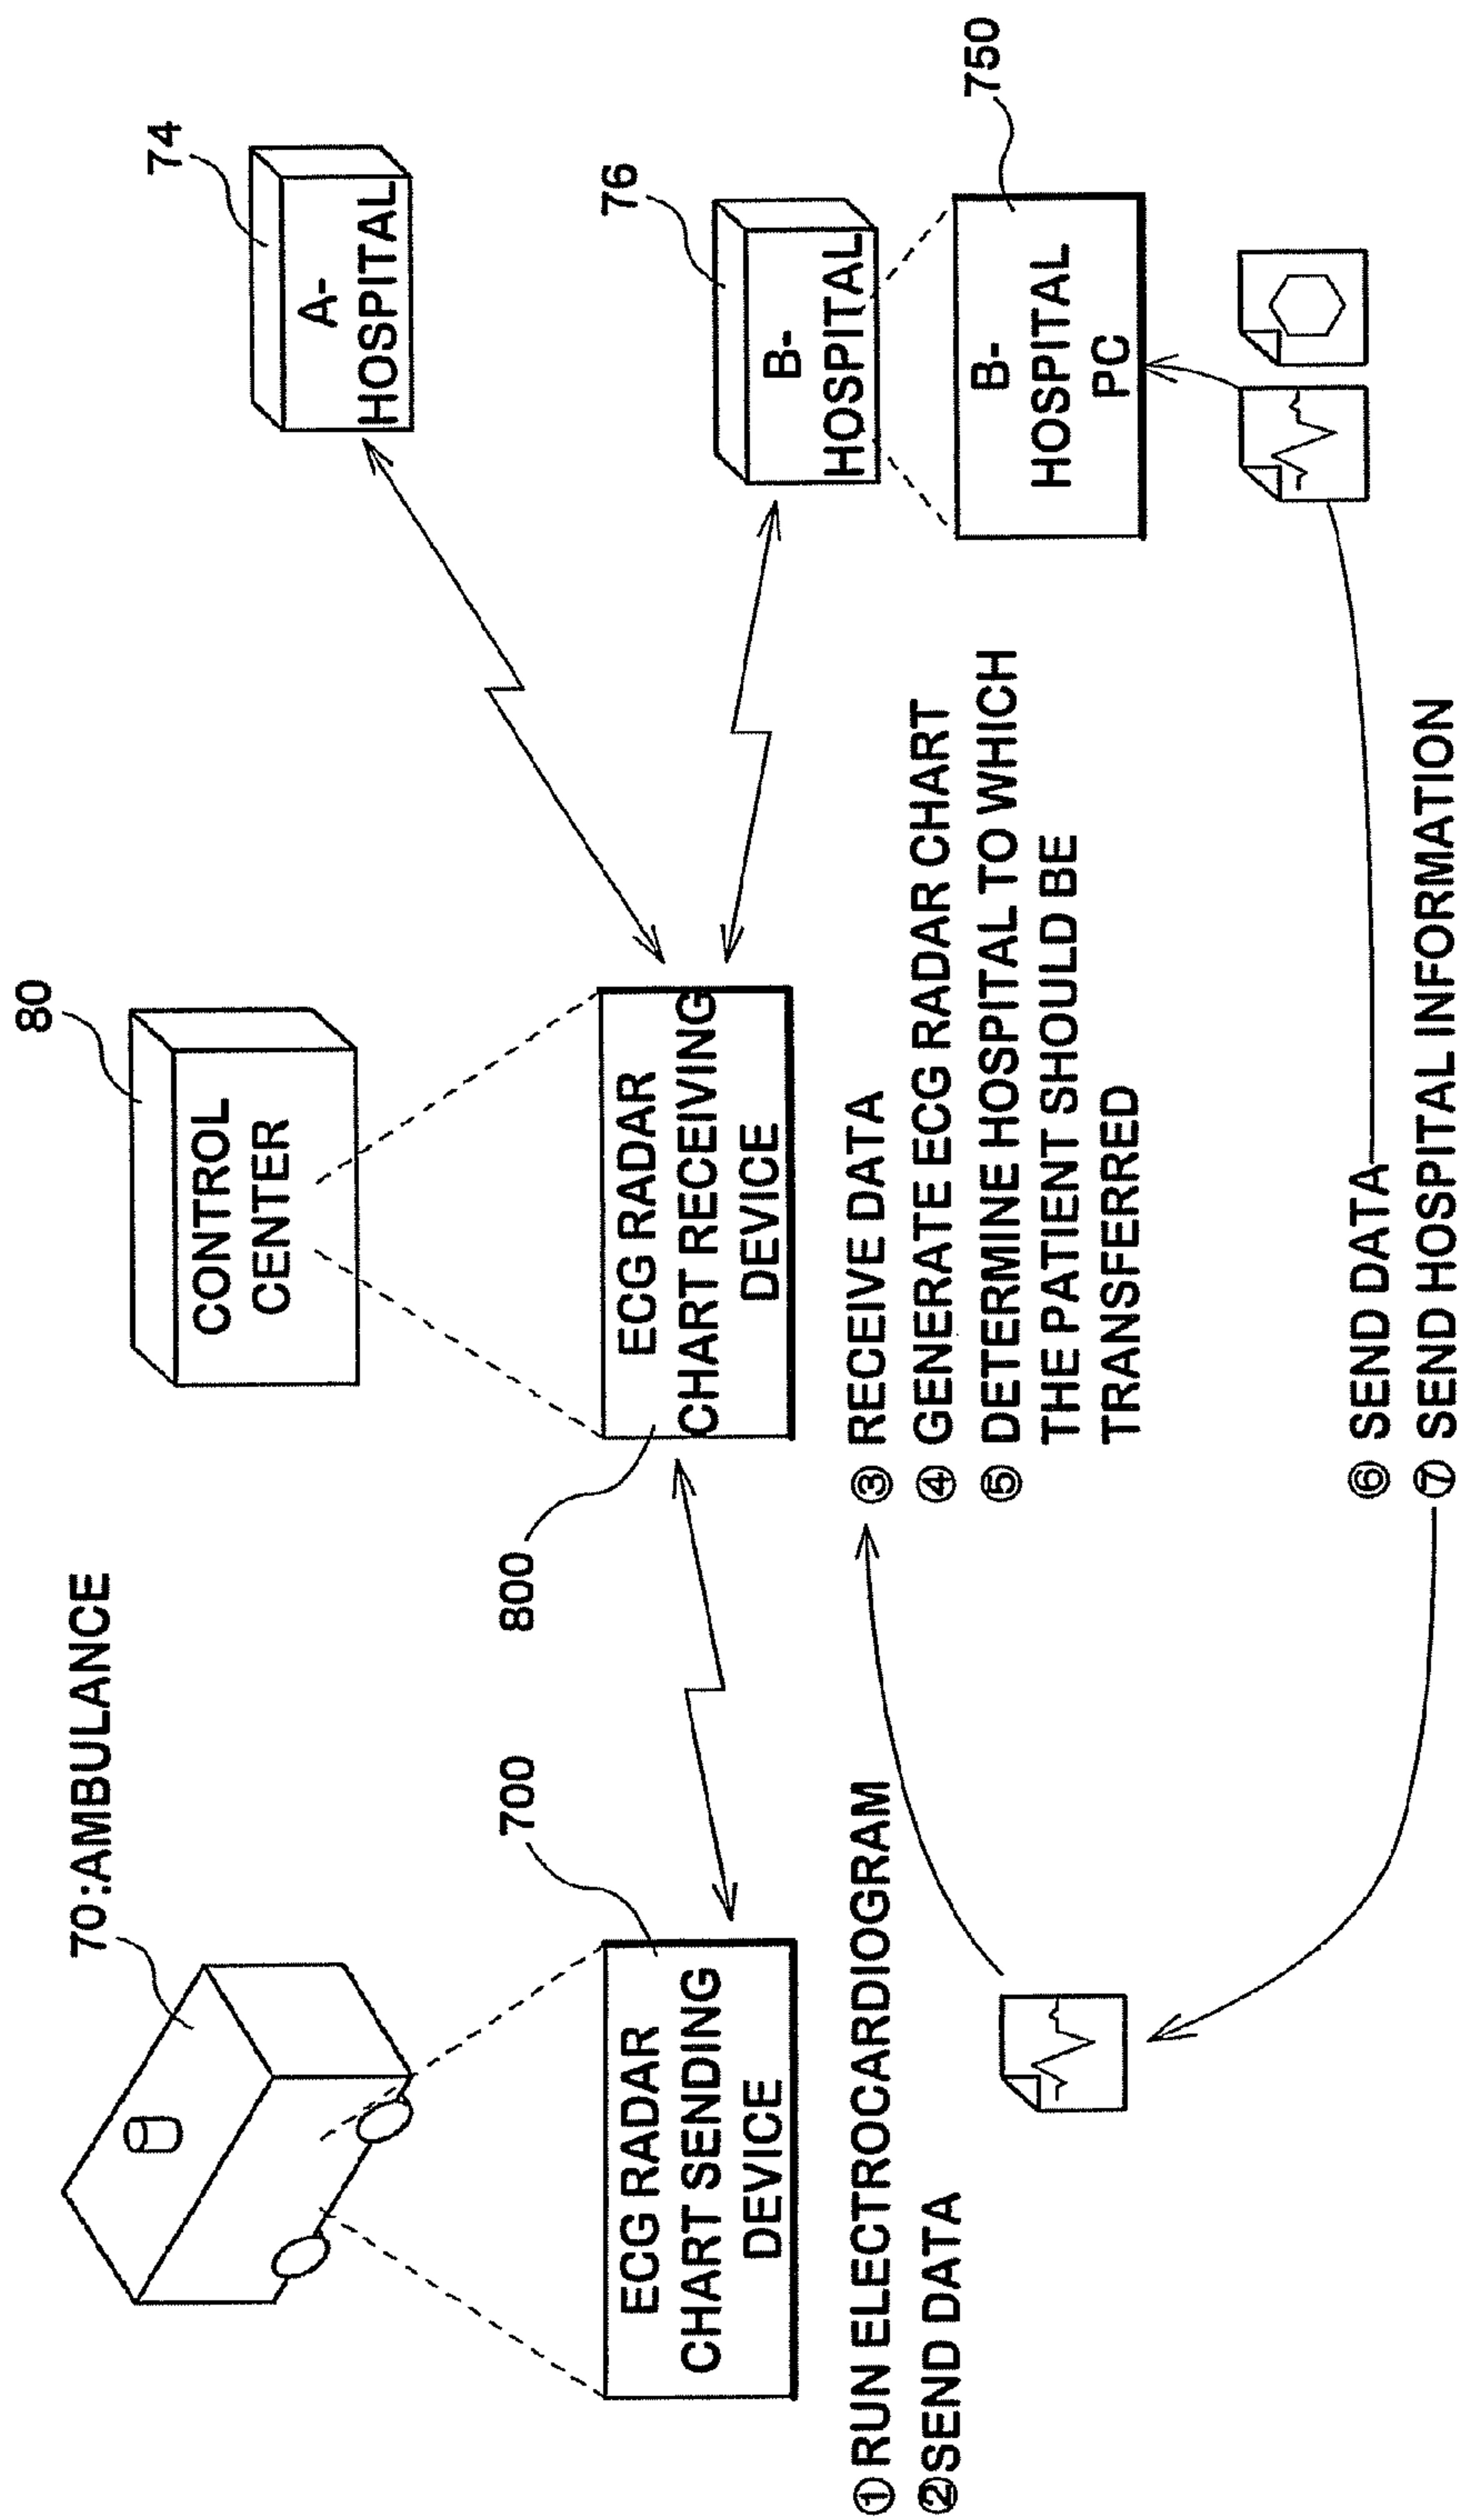 70:AMBULANCE
80
CONTROL
CENTER
74
A-
HOSPITAL
76
B-
HOSPITAL
750
B-
HOSPITAL
PC
700
ECG RADAR
CHART SENDING
DEVICE
800
ECG RADAR
CHART RECEIVING
DEVICE
① RUN ELECTROCARDIOGRAM
②SEND DATA
③ RECEIVE DATA
④ GENERATE ECG RADAR CHART
⑤ DETERMINE HOSPITAL TO WHICH
THE PATIENT SHOULD BE
TRANSFERRED
⑥ SEND DATA
⑦ SEND HOSPITAL INFORMATION